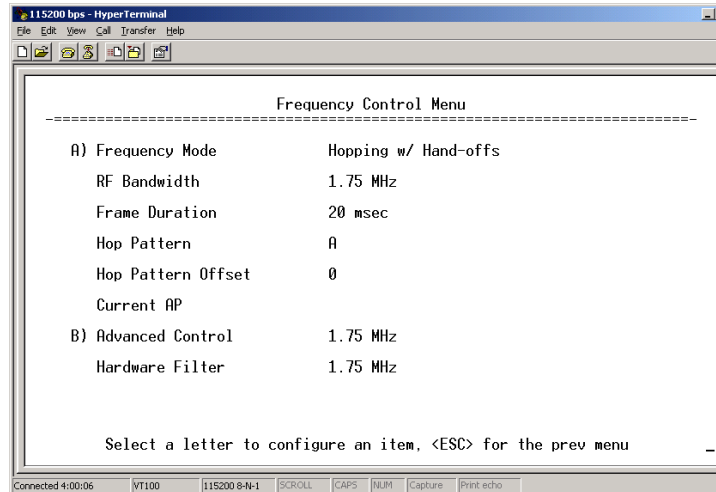 115200 bps - HyperTerminal
File Edit View Call Transfer Help
Frequency Control Menu
-==============================================================================-
A) Frequency Mode Hopping w/ Hand-offs
RF Bandwidth 1.75 MHz
Frame Duration 20 msec
Hop Pattern A
Hop Pattern Offset 0
Current AP
B) Advanced Control 1.75 MHz
Hardware Filter 1.75 MHz
Select a letter to configure an item, <ESC> for the prev menu _
Connected 4:00:06 VT100 115200 8-N-1 SCROLL CAPS NUM Capture Print echo